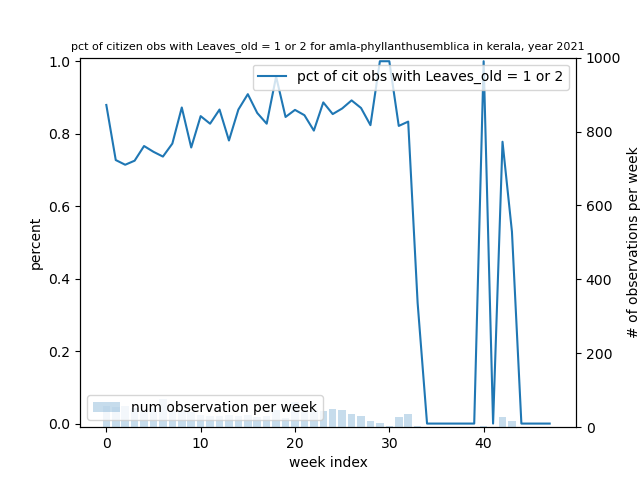 pct of citizen obs with Leaves_old = 1 or 2 for amla-phyllanthusemblica in kerala, year 2021
pct of cit obs with Leaves_old = 1 or 2
num observation per week
percent
1.0
0.8
0.6
0.4
0.2
0.0
# of observations per week
1000
800
600
400
200
0
0 10 20 30 40
week index